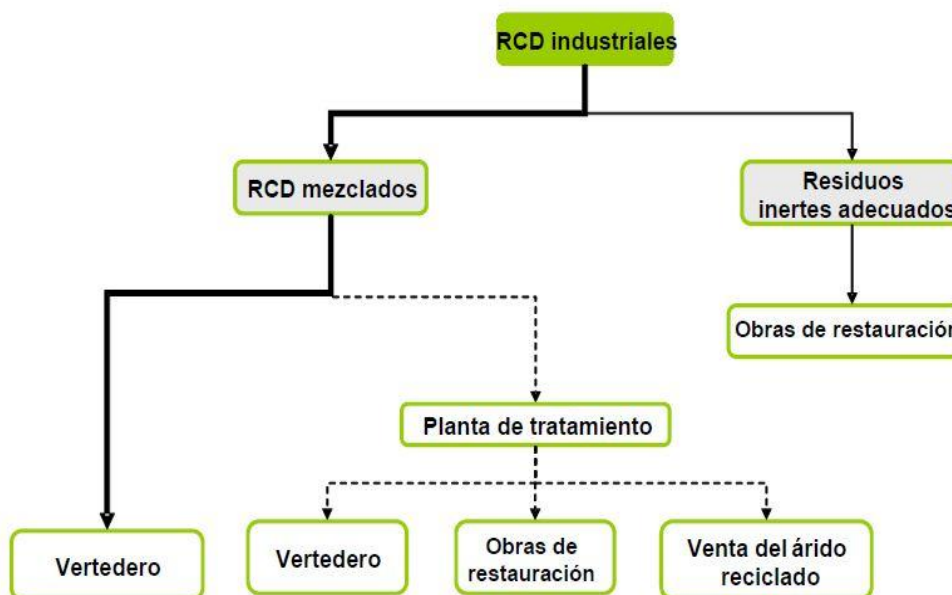 RCD industriales
RCD mezclados
Residuos
inertes adecuados
Obras de restauración
Planta de tratamiento
Vertedero
Vertedero
Obras de
restauración
Venta del árido
reciclado